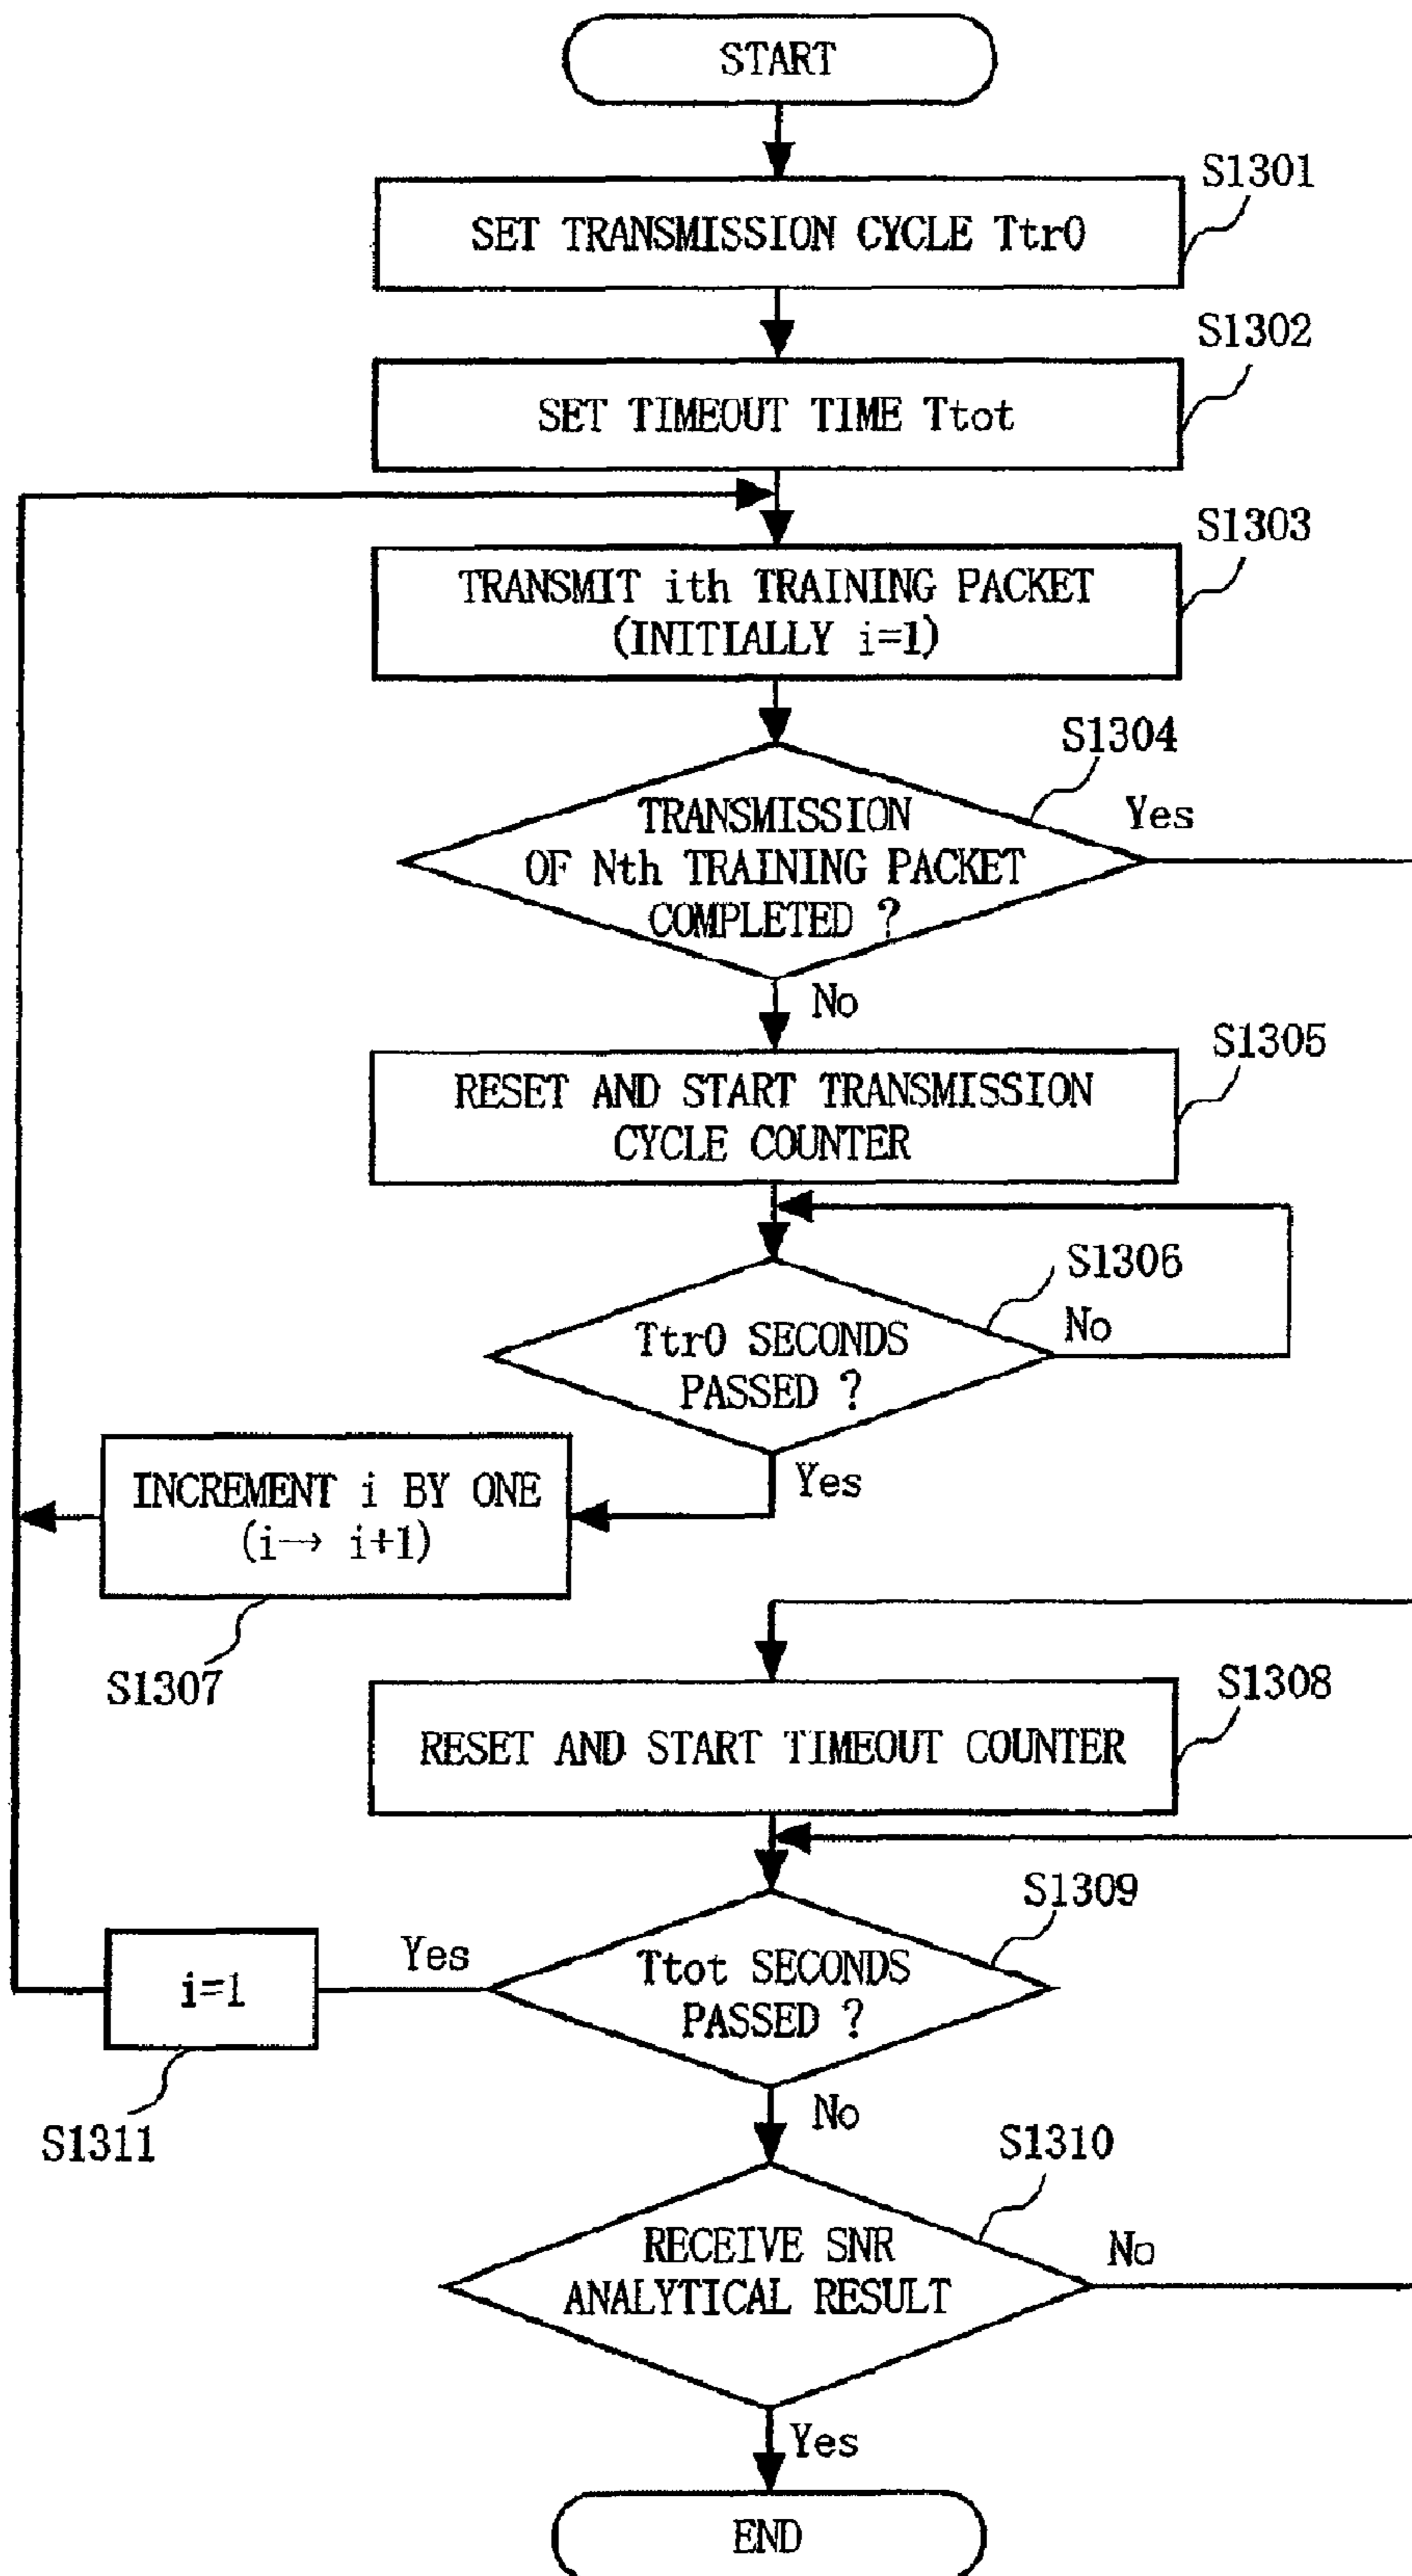 START
S1301
SET TRANSMISSION CYCLE Ttr0
S1302
SET TIMEOUT TIME Ttot
S1303
TRANSMIT ith TRAINING PACKET
(INITIALLY i=1)
S1304
Yes
TRANSMISSION
OF Nth TRAINING PACKET
COMPLETED ?
No
S1305
RESET AND START TRANSMISSION
CYCLE COUNTER
S1306
No
Ttr0 SECONDS
PASSED ?
Yes
INCREMENT i BY ONE
(i→ i+1)
S1307
S1308
RESET AND START TIMEOUT COUNTER
S1309
Yes
Ttot SECONDS
PASSED ?
i=1
S1311
No
S1310
RECEIVE SNR
ANALYTICAL RESULT
No
Yes
END